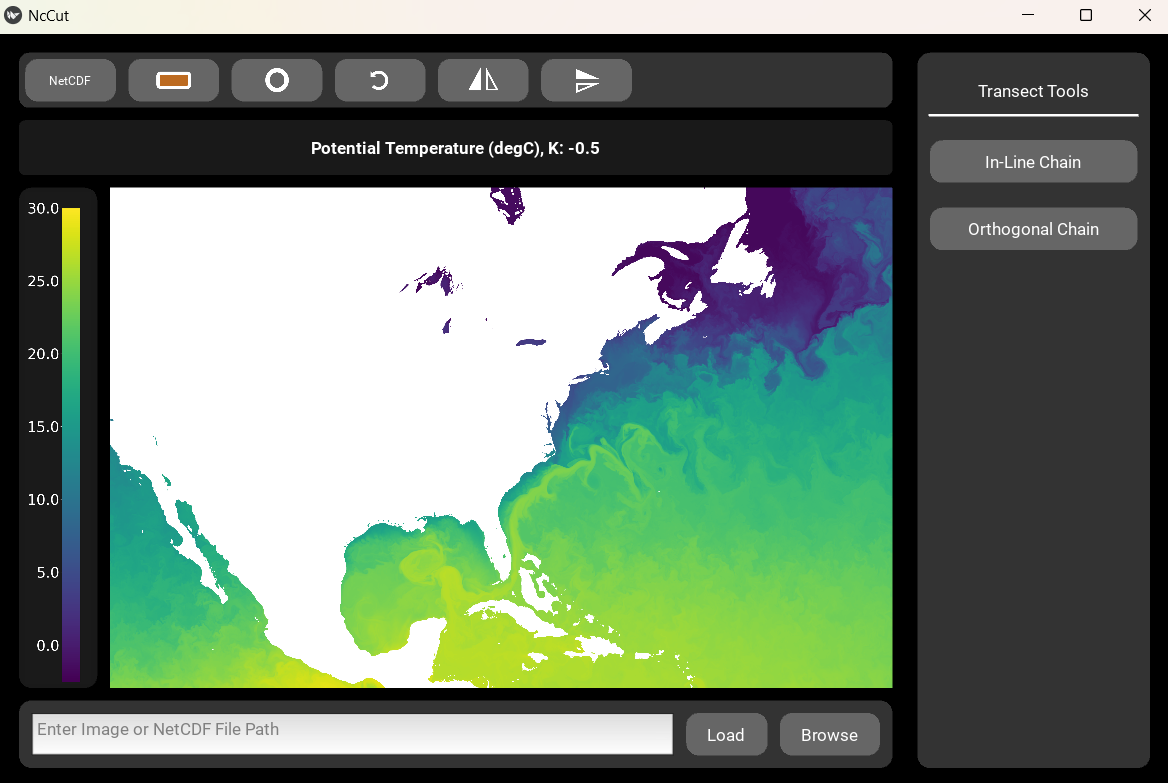 NcCut
NetCDF
Potential Temperature (degC), K: -0.5
30.0
25.0
20.0
15.0
10.0
5.0
0.0
Enter Image or NetCDF File Path
Load
Browse
Transect Tools
In-Line Chain
Orthogonal Chain